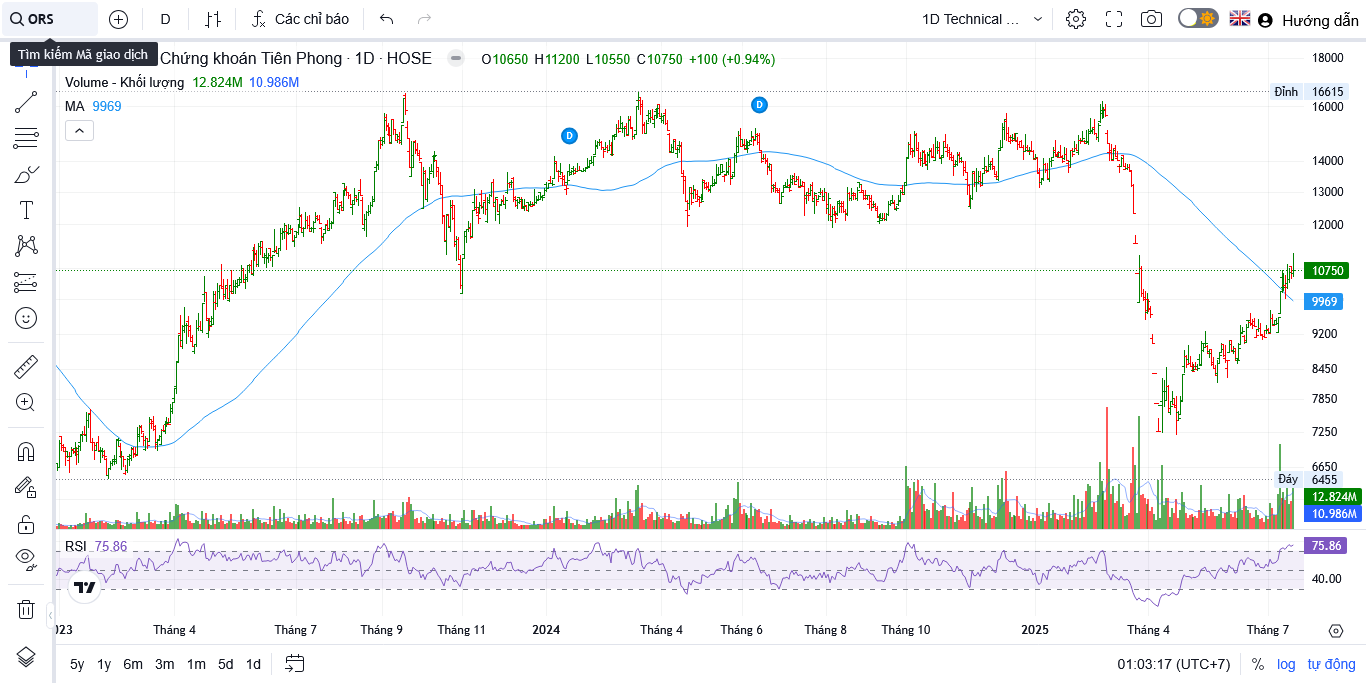 ORS D Các chỉ báo 1D Technical ... Hướng dẫn
Tìm kiếm Mã giao dịch
Chứng khoán Tiên Phong · 1D · HOSE O10650 H11200 L10550 C10750 +100 (+0.94%)
Volume - Khối lượng 12.824M 10.986M
MA 9969
D
D
18000
Đỉnh 16615
16000
14000
13000
12000
10750
9969
9200
8450
7850
7250
6650
Đáy 6455
12.824M
10.986M
RSI 75.86
75.86
40.00
023 Tháng 4 Tháng 7 Tháng 9 Tháng 11 2024 Tháng 4 Tháng 6 Tháng 8 Tháng 10 2025 Tháng 4 Tháng 7
5y 1y 6m 3m 1m 5d 1d 01:03:17 (UTC+7) % log tự động